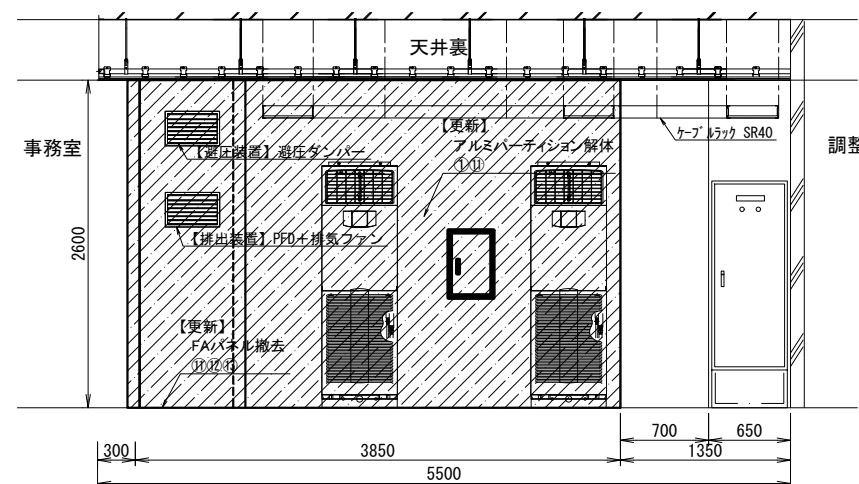 天井裏
事務室
【更新】
アルミパーティション解体
①⑪
ケーブルラック SR40
調整
【避圧装置】避圧ダンパー
2600
【排出装置】PFD+排気ファン
【更新】
FAパネル撤去
⑪⑫⑬
700
650
300
3850
1350
5500